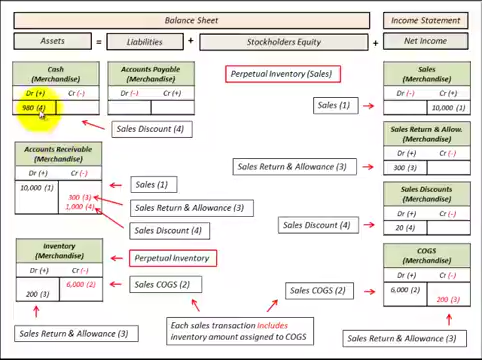 Balance Sheet
Income Statement
Assets
=
Liabilities
+
Stockholders Equity
+
Net Income
Cash
(Merchandise)
Dr (+) Cr (-)
980 (4)
Accounts Payable
(Merchandise)
Dr (-) Cr (+)
Perpetual Inventory (Sales)
Sales
(Merchandise)
Dr (-) Cr (+)
10,000 (1)
Sales (1)
Sales Discount (4)
Sales Return & Allow.
(Merchandise)
Dr (+) Cr (-)
300 (3)
Accounts Receivable
(Merchandise)
Dr (+) Cr (-)
10,000 (1)
300 (3)
1,000 (4)
Sales (1)
Sales Return & Allowance (3)
Sales Discount (4)
Sales Return & Allowance (3)
Sales Discounts
(Merchandise)
Dr (+) Cr (-)
20 (4)
Sales Discount (4)
Inventory
(Merchandise)
Dr (+) Cr (-)
6,000 (2)
200 (3)
Perpetual Inventory
Sales COGS (2)
COGS
(Merchandise)
Dr (+) Cr (-)
6,000 (2)
200 (3)
Sales COGS (2)
Each sales transaction includes
inventory amount assigned to COGS
Sales Return & Allowance (3)
Sales Return & Allowance (3)